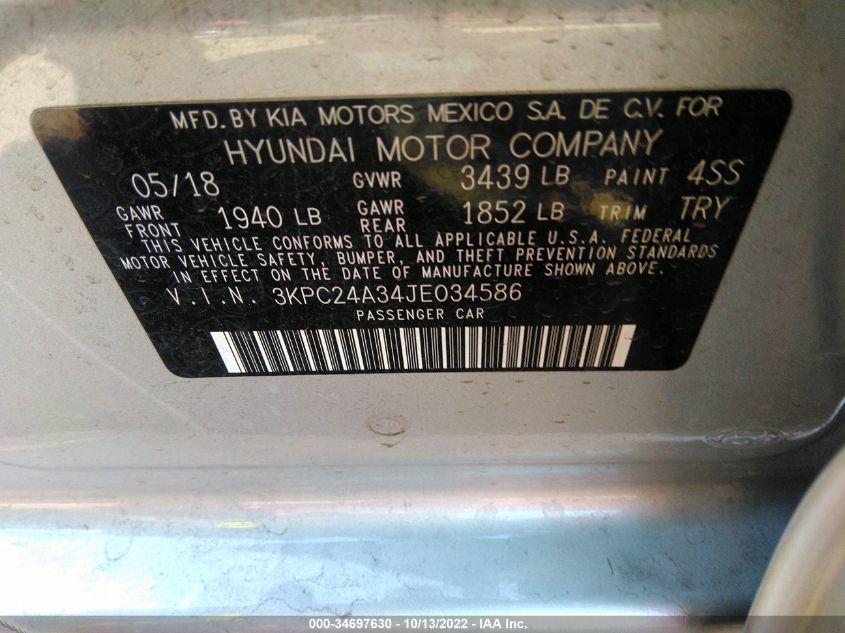 MFD. BY KIA MOTORS MEXICO S.A. DE C.V. FOR
HYUNDAI MOTOR COMPANY
05/18 GVWR 3439 LB PAINT 4SS
GAWR FRONT 1940 LB GAWR REAR 1852 LB TRIM TRY
THIS VEHICLE CONFORMS TO ALL APPLICABLE U.S.A. FEDERAL
MOTOR VEHICLE SAFETY, BUMPER, AND THEFT PREVENTION STANDARDS
IN EFFECT ON THE DATE OF MANUFACTURE SHOWN ABOVE.
V.I.N. 3KPC24A34JE034586
PASSENGER CAR
000-34697630 - 10/13/2022 - IAA Inc.